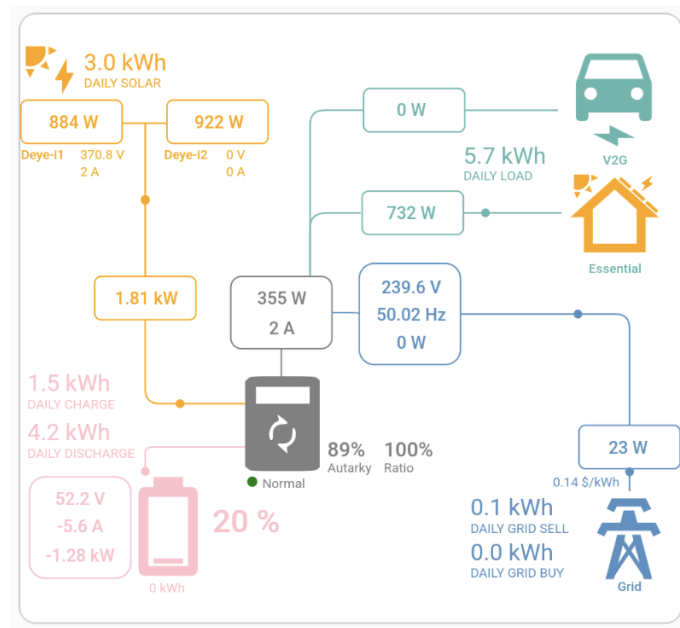 3.0 kWh
DAILY SOLAR
884 W
922 W
Deye-i1 370.8 V
2 A
Deye-i2 0 V
0 A
0 W
V2G
5.7 kWh
DAILY LOAD
732 W
Essential
1.81 kW
355 W
2 A
239.6 V
50.02 Hz
0 W
1.5 kWh
DAILY CHARGE
4.2 kWh
DAILY DISCHARGE
89% 100%
Autarky Ratio
Normal
23 W
0.14 $/kWh
52.2 V
-5.6 A
-1.28 kW
20 %
0 kWh
0.1 kWh
DAILY GRID SELL
0.0 kWh
DAILY GRID BUY
Grid